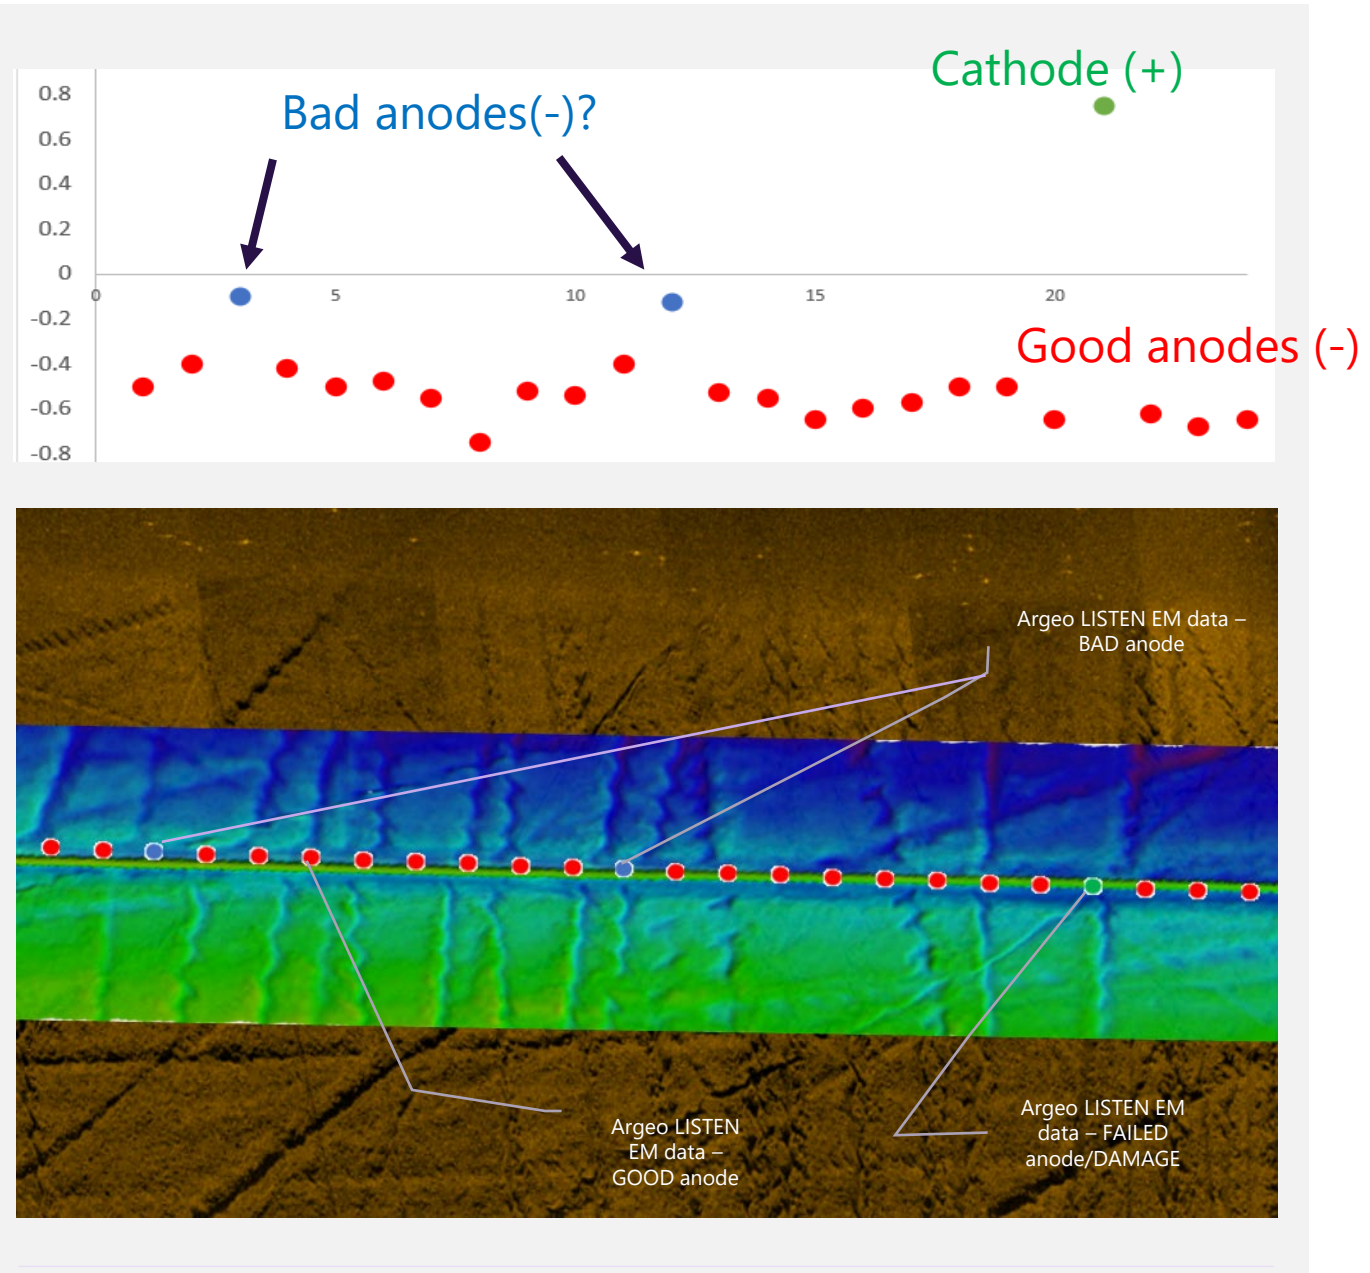 Cathode (+)
Bad anodes(-)?
0.8
0.6
0.4
0.2
0
0 5 10 15 20
-0.2
Good anodes (-)
-0.4
-0.6
-0.8
Argeo LISTEN EM data –
BAD anode
Argeo LISTEN
EM data –
GOOD anode
Argeo LISTEN EM
data – FAILED
anode/DAMAGE